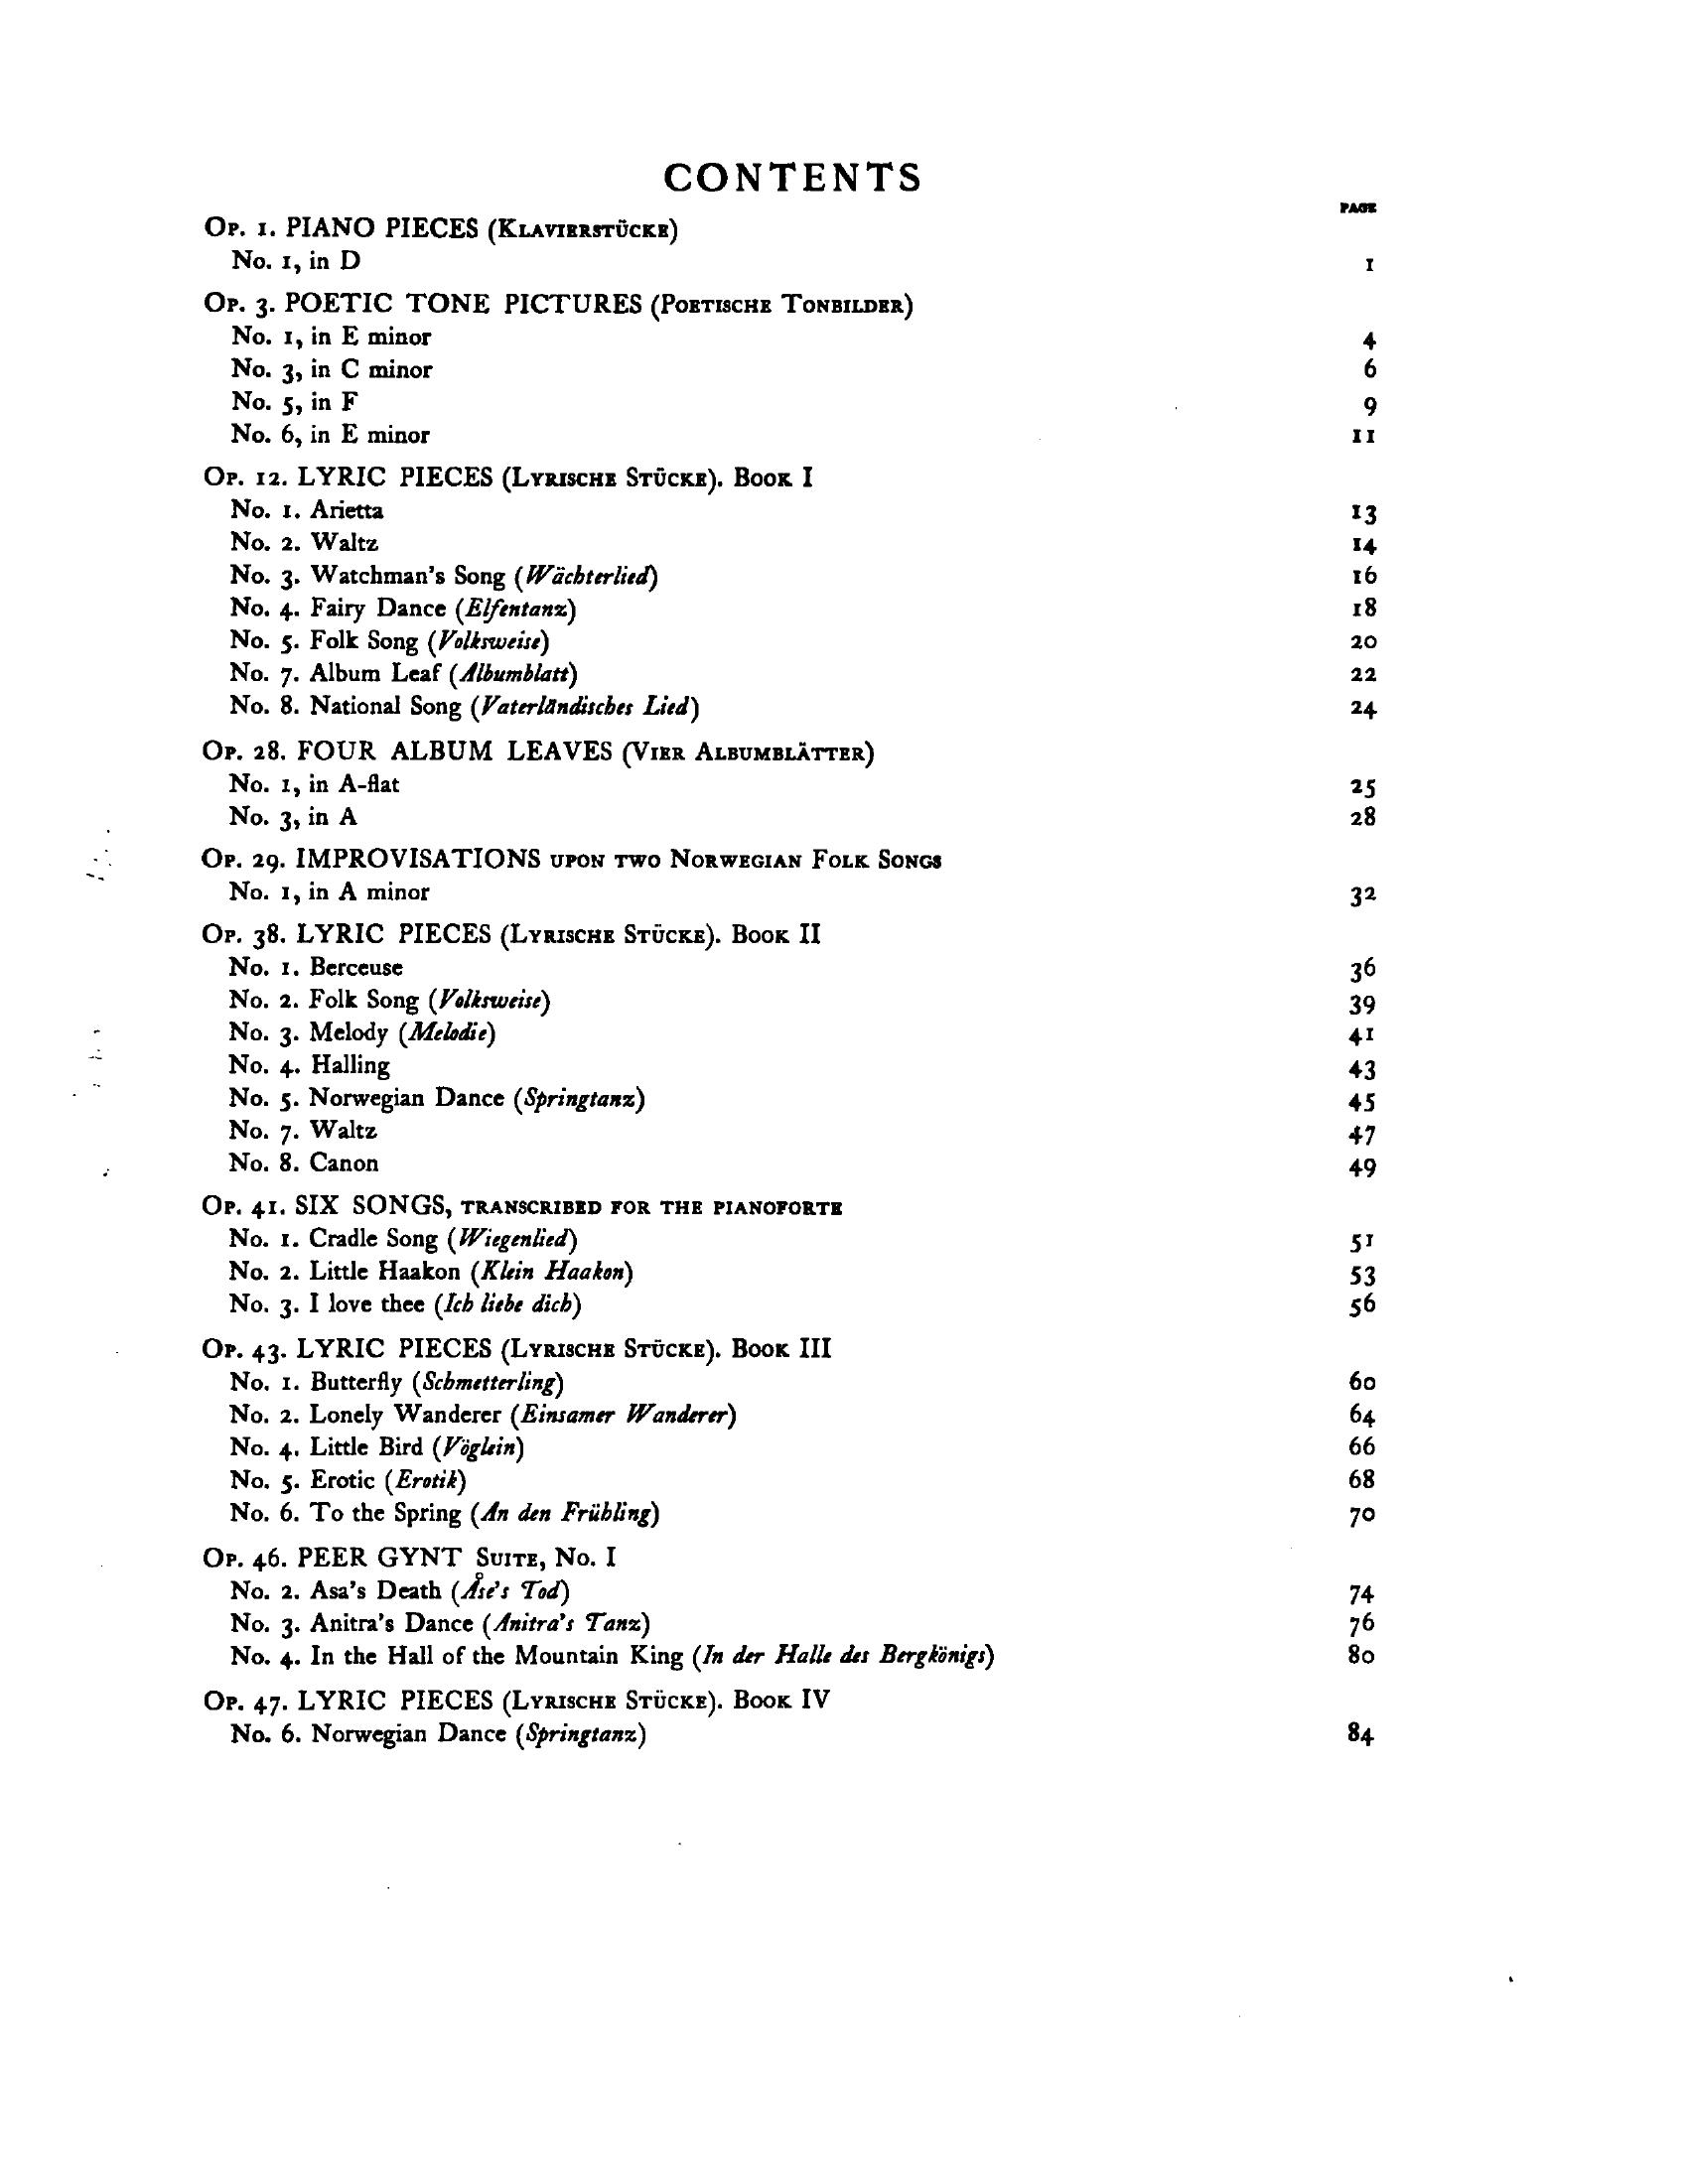 CONTENTS
PAGE
Op. 1. PIANO PIECES (Klavierstücke)
No. 1, in D 1
Op. 3. POETIC TONE PICTURES (Poetische Tonbilder)
No. 1, in E minor 4
No. 3, in C minor 6
No. 5, in F 9
No. 6, in E minor 11
Op. 12. LYRIC PIECES (Lyrische Stücke). Book I
No. 1. Arietta 13
No. 2. Waltz 14
No. 3. Watchman's Song (Wächterlied) 16
No. 4. Fairy Dance (Elfentanz) 18
No. 5. Folk Song (Volksweise) 20
No. 7. Album Leaf (Albumblatt) 22
No. 8. National Song (Vaterländisches Lied) 24
Op. 28. FOUR ALBUM LEAVES (Vier Albumblätter)
No. 1, in A-flat 25
No. 3, in A 28
Op. 29. IMPROVISATIONS upon two Norwegian Folk Songs
No. 1, in A minor 32
Op. 38. LYRIC PIECES (Lyrische Stücke). Book II
No. 1. Berceuse 36
No. 2. Folk Song (Volksweise) 39
No. 3. Melody (Melodie) 41
No. 4. Halling 43
No. 5. Norwegian Dance (Springtanz) 45
No. 7. Waltz 47
No. 8. Canon 49
Op. 41. SIX SONGS, transcribed for the pianoforte
No. 1. Cradle Song (Wiegenlied) 51
No. 2. Little Haakon (Klein Haakon) 53
No. 3. I love thee (Ich liebe dich) 56
Op. 43. LYRIC PIECES (Lyrische Stücke). Book III
No. 1. Butterfly (Schmetterling) 60
No. 2. Lonely Wanderer (Einsamer Wanderer) 64
No. 4. Little Bird (Vöglein) 66
No. 5. Erotic (Erotik) 68
No. 6. To the Spring (An den Frühling) 70
Op. 46. PEER GYNT Suite, No. I
No. 2. Asa's Death (Åse's Tod) 74
No. 3. Anitra's Dance (Anitra's Tanz) 76
No. 4. In the Hall of the Mountain King (In der Halle des Bergkönigs) 80
Op. 47. LYRIC PIECES (Lyrische Stücke). Book IV
No. 6. Norwegian Dance (Springtanz) 84